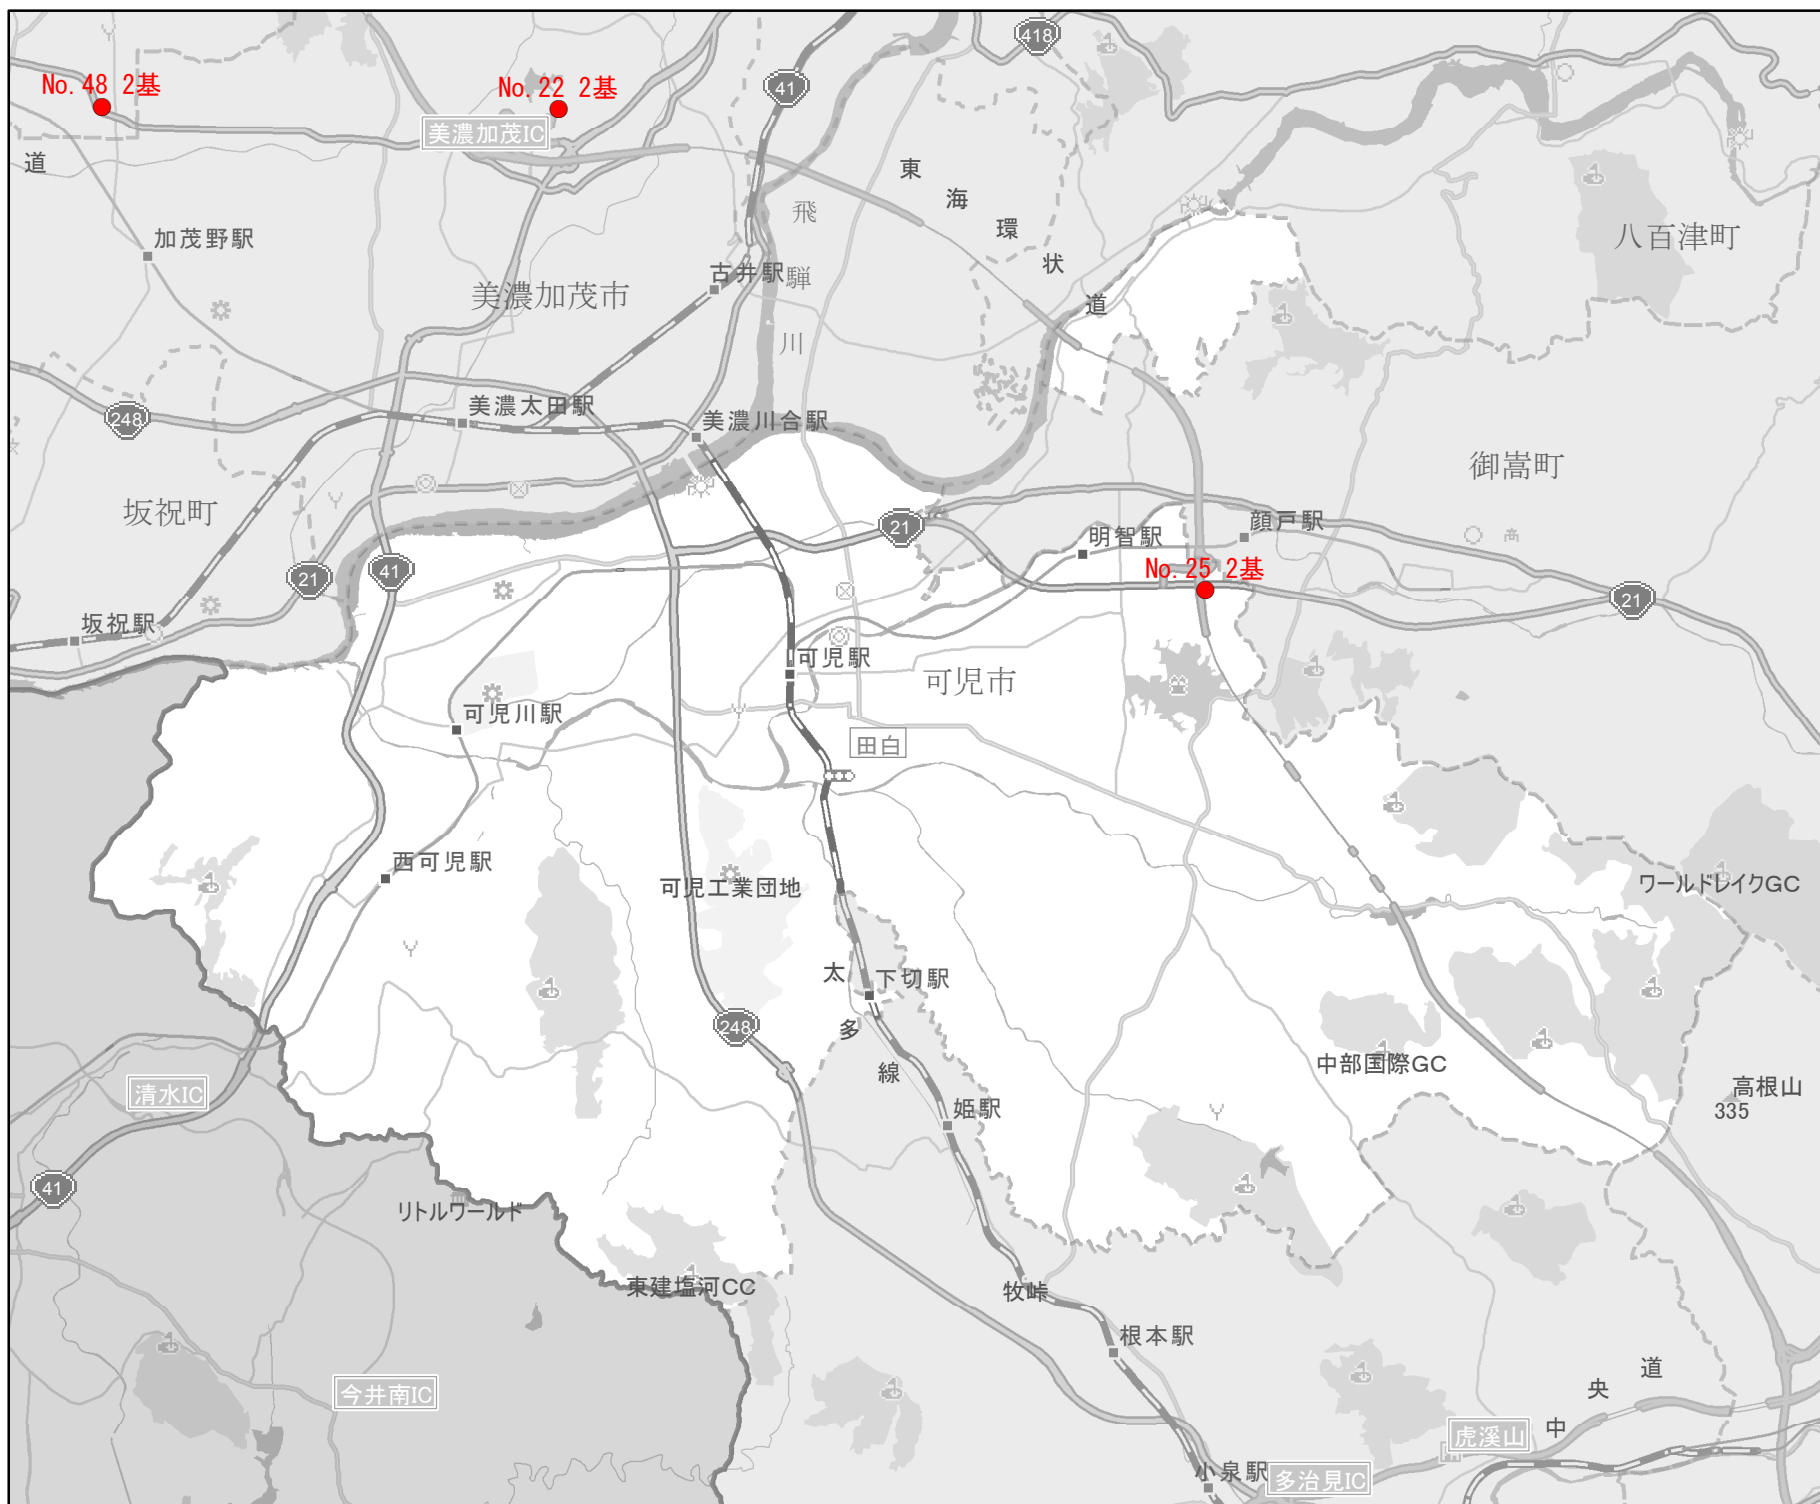 418
No.48 2基
No.22 2基
41
美濃加茂IC
道
東海環状道
飛騨川
加茂野駅
八百津町
古井駅
美濃加茂市
248
美濃太田駅
美濃川合駅
御嵩町
坂祝町
21
明智駅
顔戸駅
21
41
No.25 2基
21
坂祝駅
可児駅
可児市
可児川駅
田白
西可児駅
可児工業団地
ワールドレイクGC
太多線
下切駅
248
中部国際GC
清水IC
高根山
335
姫駅
41
リトルワールド
東建塩河CC
牧峠
根本駅
今井南IC
中央道
虎溪山
小泉駅
多治見IC